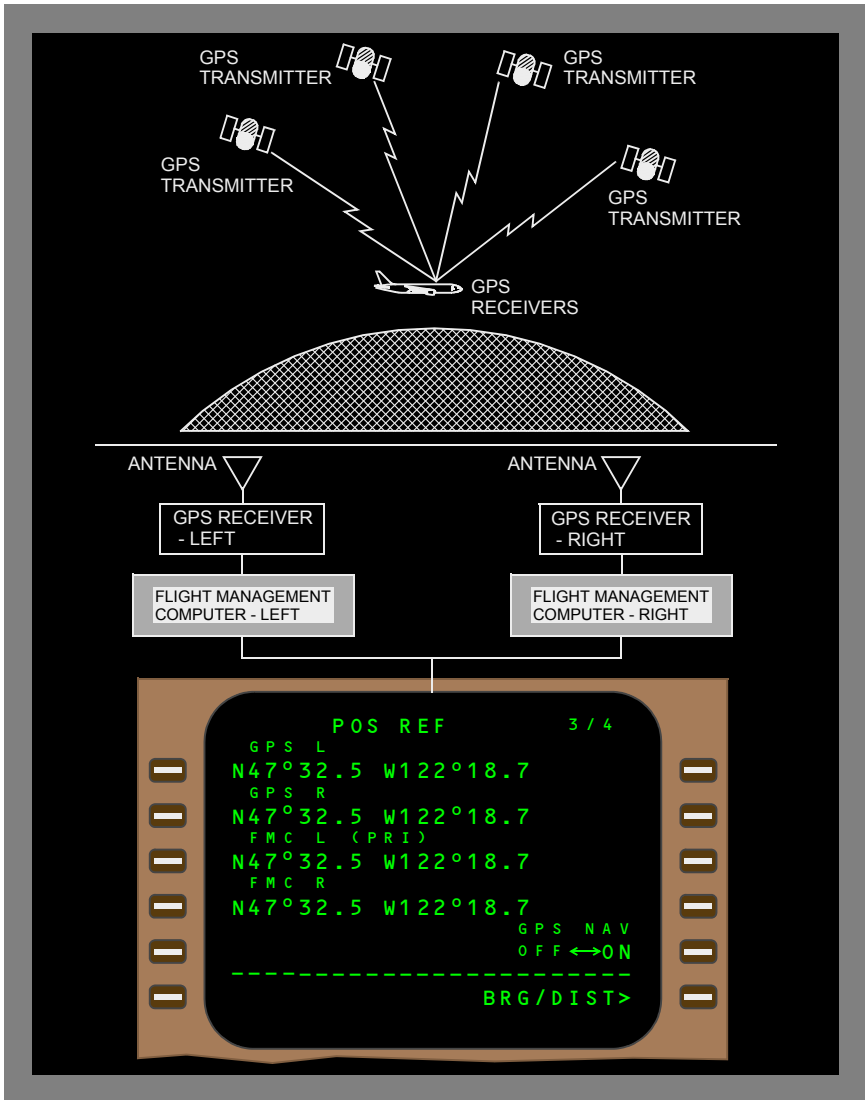 GPS
TRANSMITTER
GPS
TRANSMITTER
GPS
TRANSMITTER
GPS
TRANSMITTER
GPS
RECEIVERS
ANTENNA
ANTENNA
GPS RECEIVER
- LEFT
GPS RECEIVER
- RIGHT
FLIGHT MANAGEMENT
COMPUTER - LEFT
FLIGHT MANAGEMENT
COMPUTER - RIGHT
POS REF 3/4
GPS L
N47°32.5 W122°18.7
GPS R
N47°32.5 W122°18.7
FMC L (PRI)
N47°32.5 W122°18.7
FMC R
N47°32.5 W122°18.7
GPS NAV
OFF↔ON
------------------------
BRG/DIST>